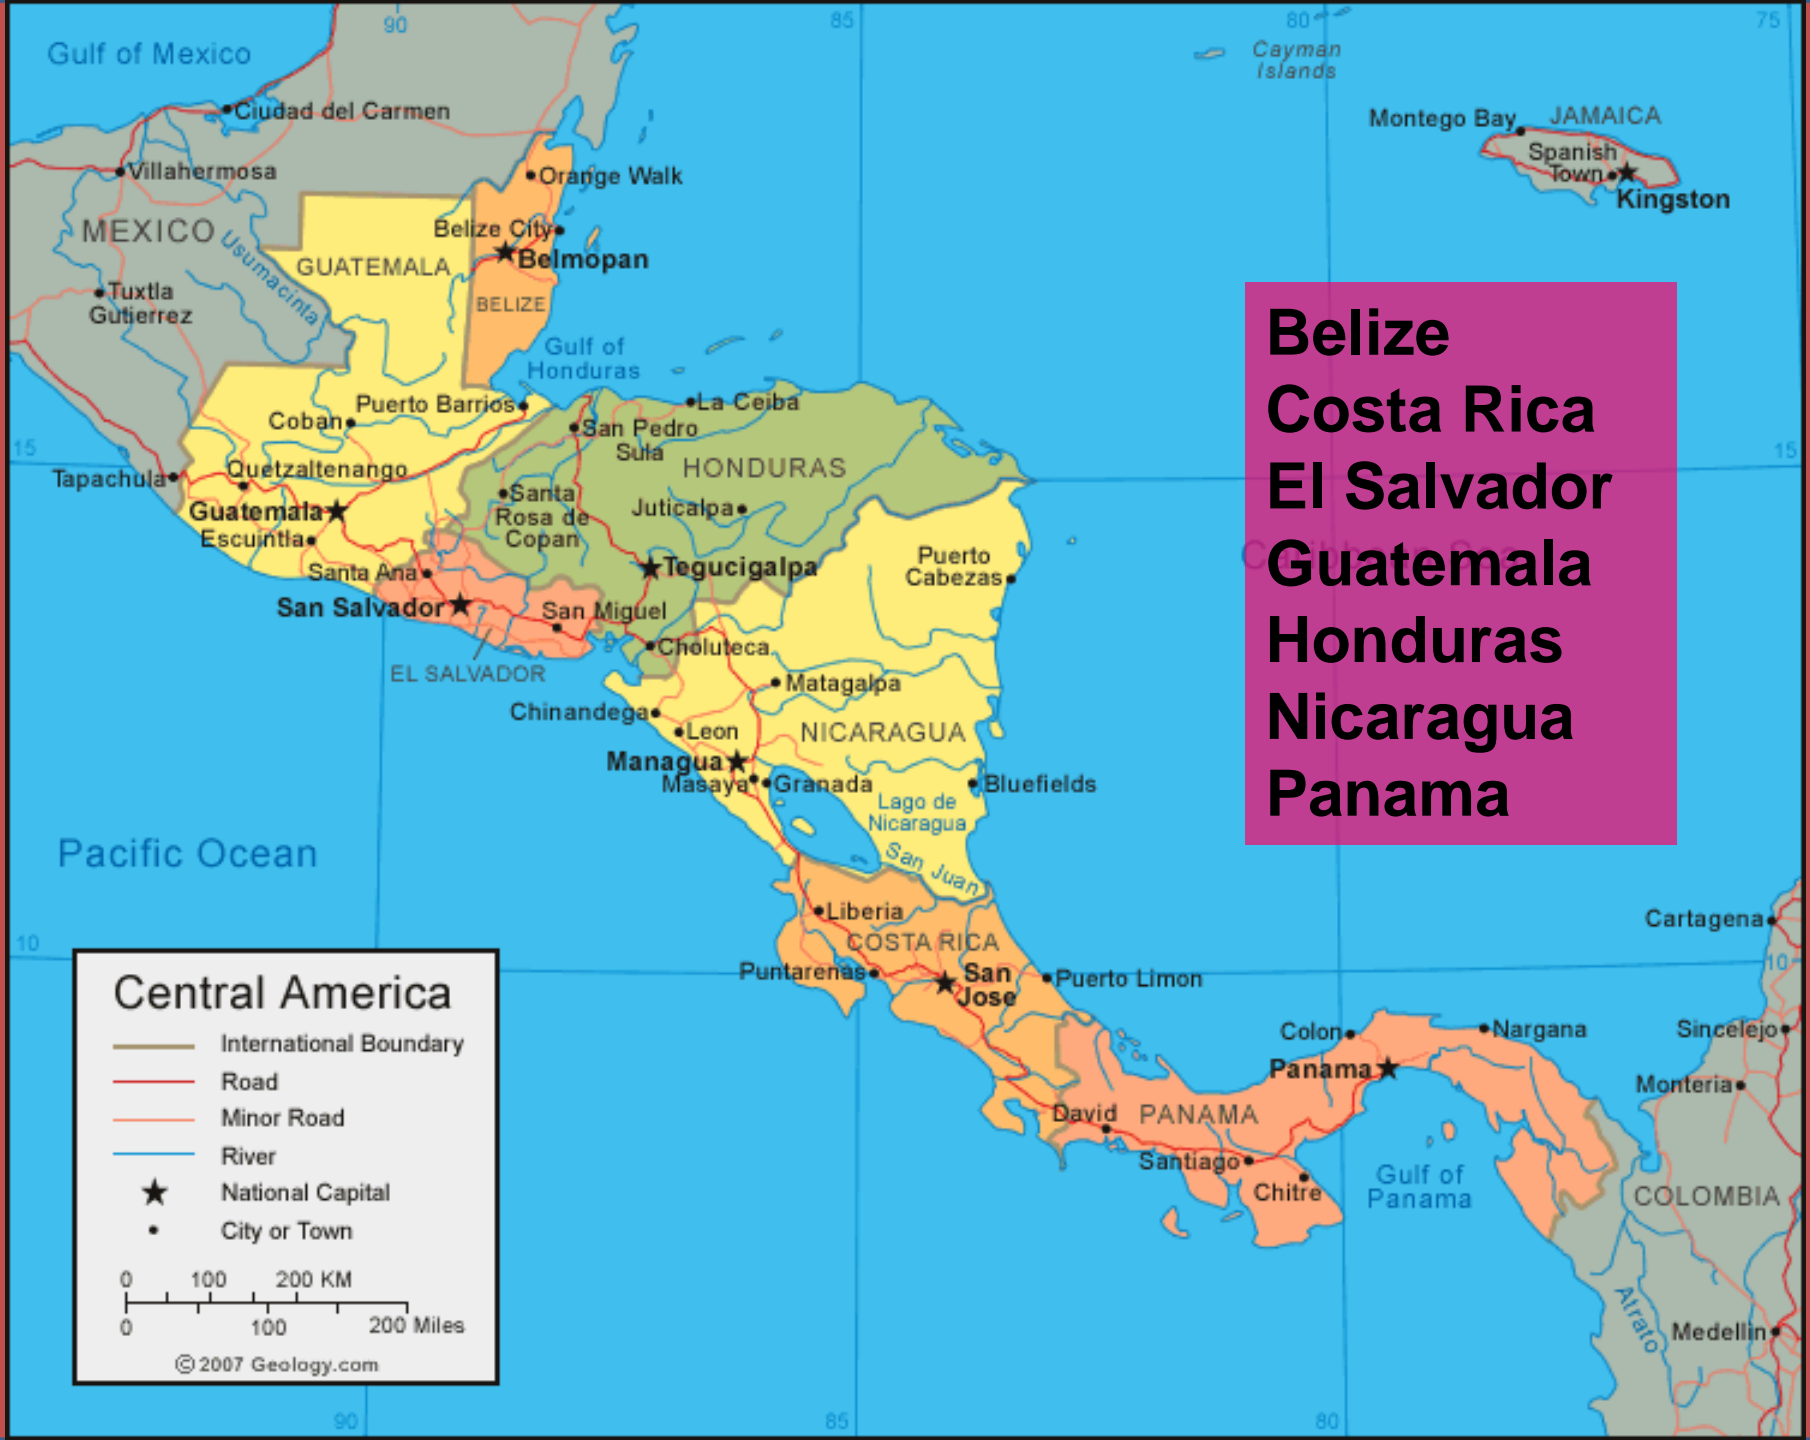 90
85
80
75
Gulf of Mexico
Cayman
Islands
Ciudad del Carmen
Montego Bay
JAMAICA
Spanish
Town
Kingston
Villahermosa
Orange Walk
MEXICO
Usumacinta
Belize City
Belmopan
GUATEMALA
BELIZE
Tuxtla
Gutierrez
Gulf of
Honduras
Belize
Costa Rica
El Salvador
Guatemala
Honduras
Nicaragua
Panama
Caribbean Sea
Puerto Barrios
La Ceiba
Coban
San Pedro
Sula
15
15
Tapachula
Quetzaltenango
HONDURAS
Santa
Rosa de
Copan
Juticalpa
Guatemala
Escuintla
Santa Ana
Tegucigalpa
Puerto
Cabezas
San Salvador
San Miguel
EL SALVADOR
Choluteca
Matagalpa
Chinandega
Leon
NICARAGUA
Managua
Masaya
Granada
Bluefields
Lago de
Nicaragua
San Juan
Pacific Ocean
Liberia
COSTA RICA
Cartagena
10
10
Puntarenas
San
Jose
Puerto Limon
Colon
Nargana
Sincelejo
Panama
Monteria
David
PANAMA
Santiago
Chitre
Gulf of
Panama
COLOMBIA
Atrato
Medellin
Central America
International Boundary
Road
Minor Road
River
National Capital
City or Town
0 100 200 KM
0 100 200 Miles
©2007 Geology.com
90
85
80